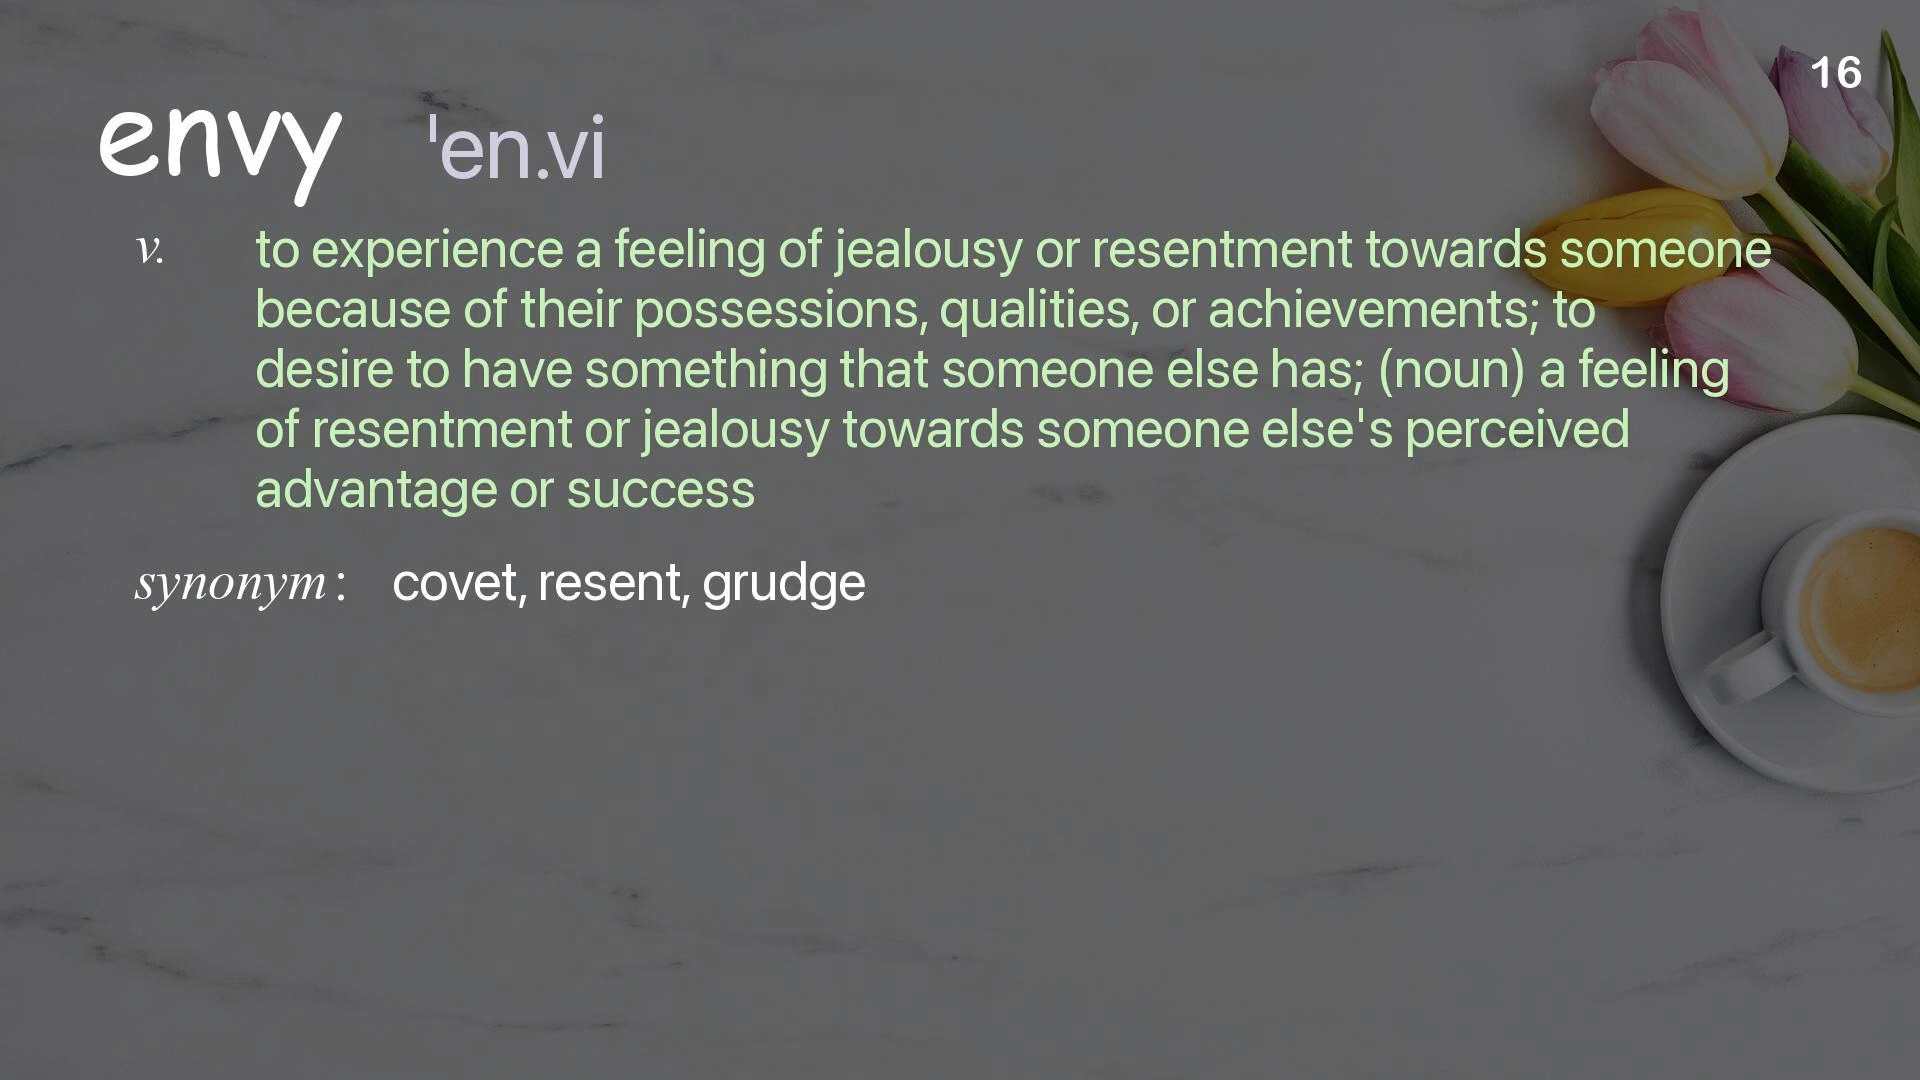 16
envy ˈen.vi
v. to experience a feeling of jealousy or resentment towards someone
because of their possessions, qualities, or achievements; to
desire to have something that someone else has; (noun) a feeling
of resentment or jealousy towards someone else's perceived
advantage or success
synonym : covet, resent, grudge